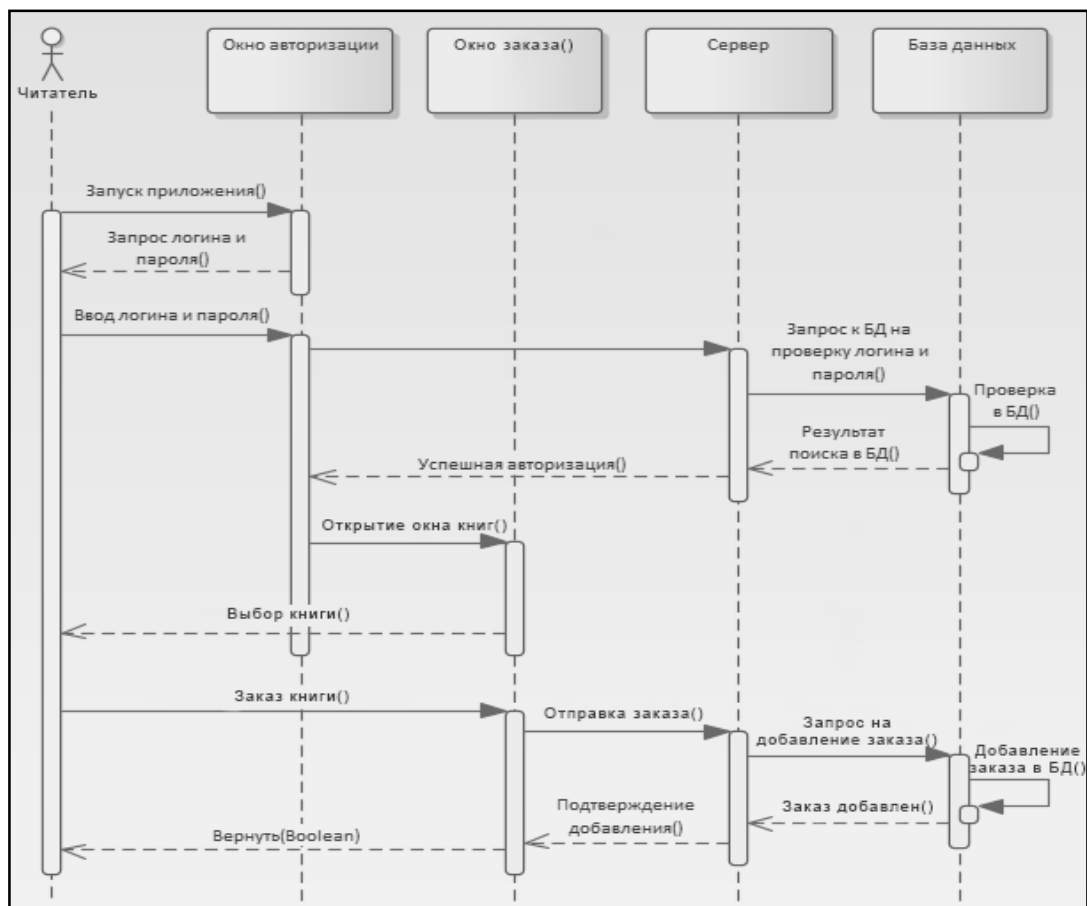 Читатель
Окно авторизации
Окно заказа()
Сервер
База данных
Запуск приложения()
Запрос логина и
пароля()
Ввод логина и пароля()
Запрос к БД на
проверку логина и
пароля()
Проверка
в БД()
Результат
поиска в БД()
Успешная авторизация()
Открытие окна книг()
Выбор книги()
Заказ книги()
Отправка заказа()
Запрос на
добавление заказа()
Добавление
заказа в БД()
Заказ добавлен()
Подтверждение
добавления()
Вернуть(Boolean)